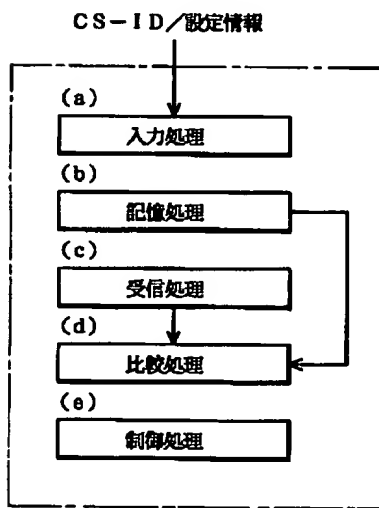 CS－ID／設定情報
(a)
入力処理
(b)
記憶処理
(c)
受信処理
(d)
比較処理
(e)
制御処理